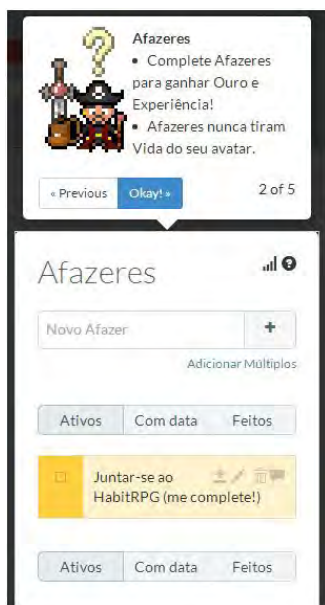 Afazeres
• Complete Afazeres
para ganhar Ouro e
Experiência!
• Afazeres nunca tiram
Vida do seu avatar.
« Previous Okay! » 2 of 5
Afazeres
Novo Afazer +
Adicionar Múltiplos
Ativos Com data Feitos
Juntar-se ao
HabitRPG (me complete!)
Ativos Com data Feitos